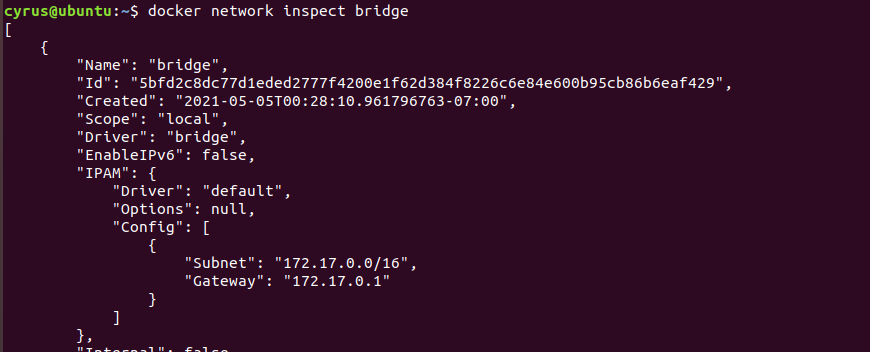 cyrus@ubuntu:~$ docker network inspect bridge
[
    {
        "Name": "bridge",
        "Id": "5bfd2c8dc77d1eded2777f4200e1f62d384f8226c6e84e600b95cb86b6eaf429",
        "Created": "2021-05-05T00:28:10.961796763-07:00",
        "Scope": "local",
        "Driver": "bridge",
        "EnableIPv6": false,
        "IPAM": {
            "Driver": "default",
            "Options": null,
            "Config": [
                {
                    "Subnet": "172.17.0.0/16",
                    "Gateway": "172.17.0.1"
                }
            ]
        },
        "Internal": false